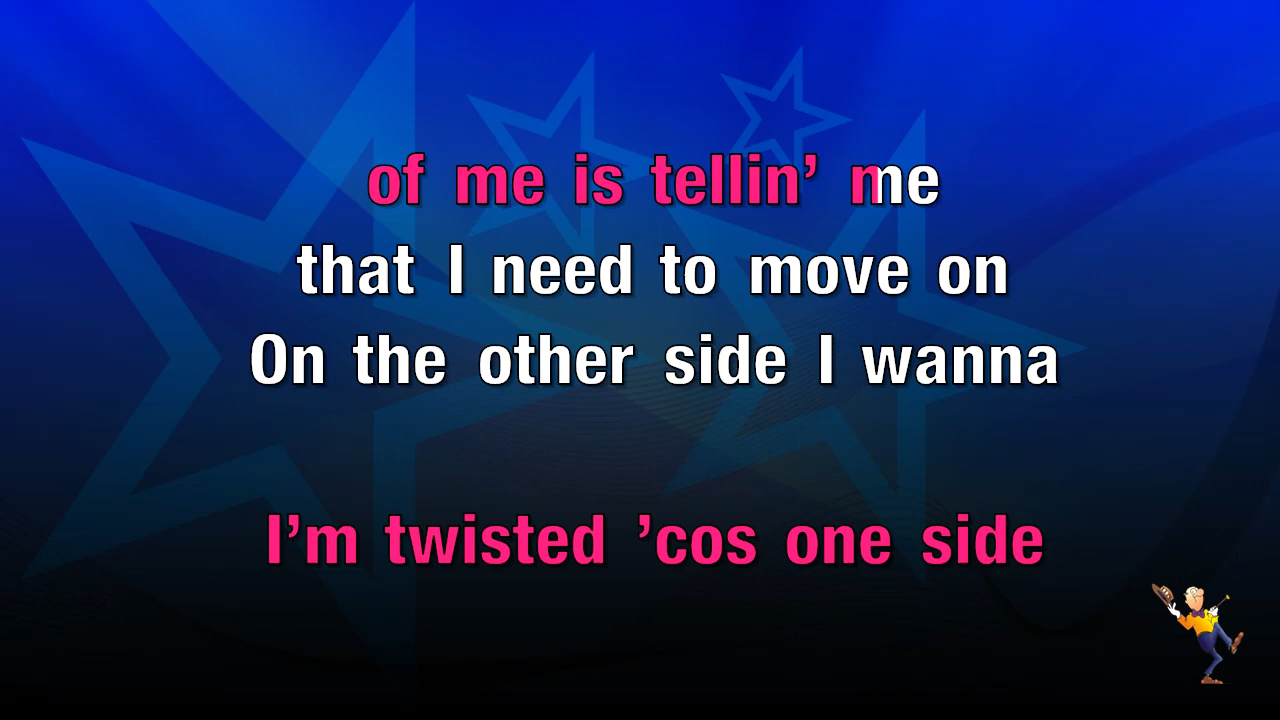 of me is tellin’ me
that I need to move on
On the other side I wanna
I’m twisted ’cos one side